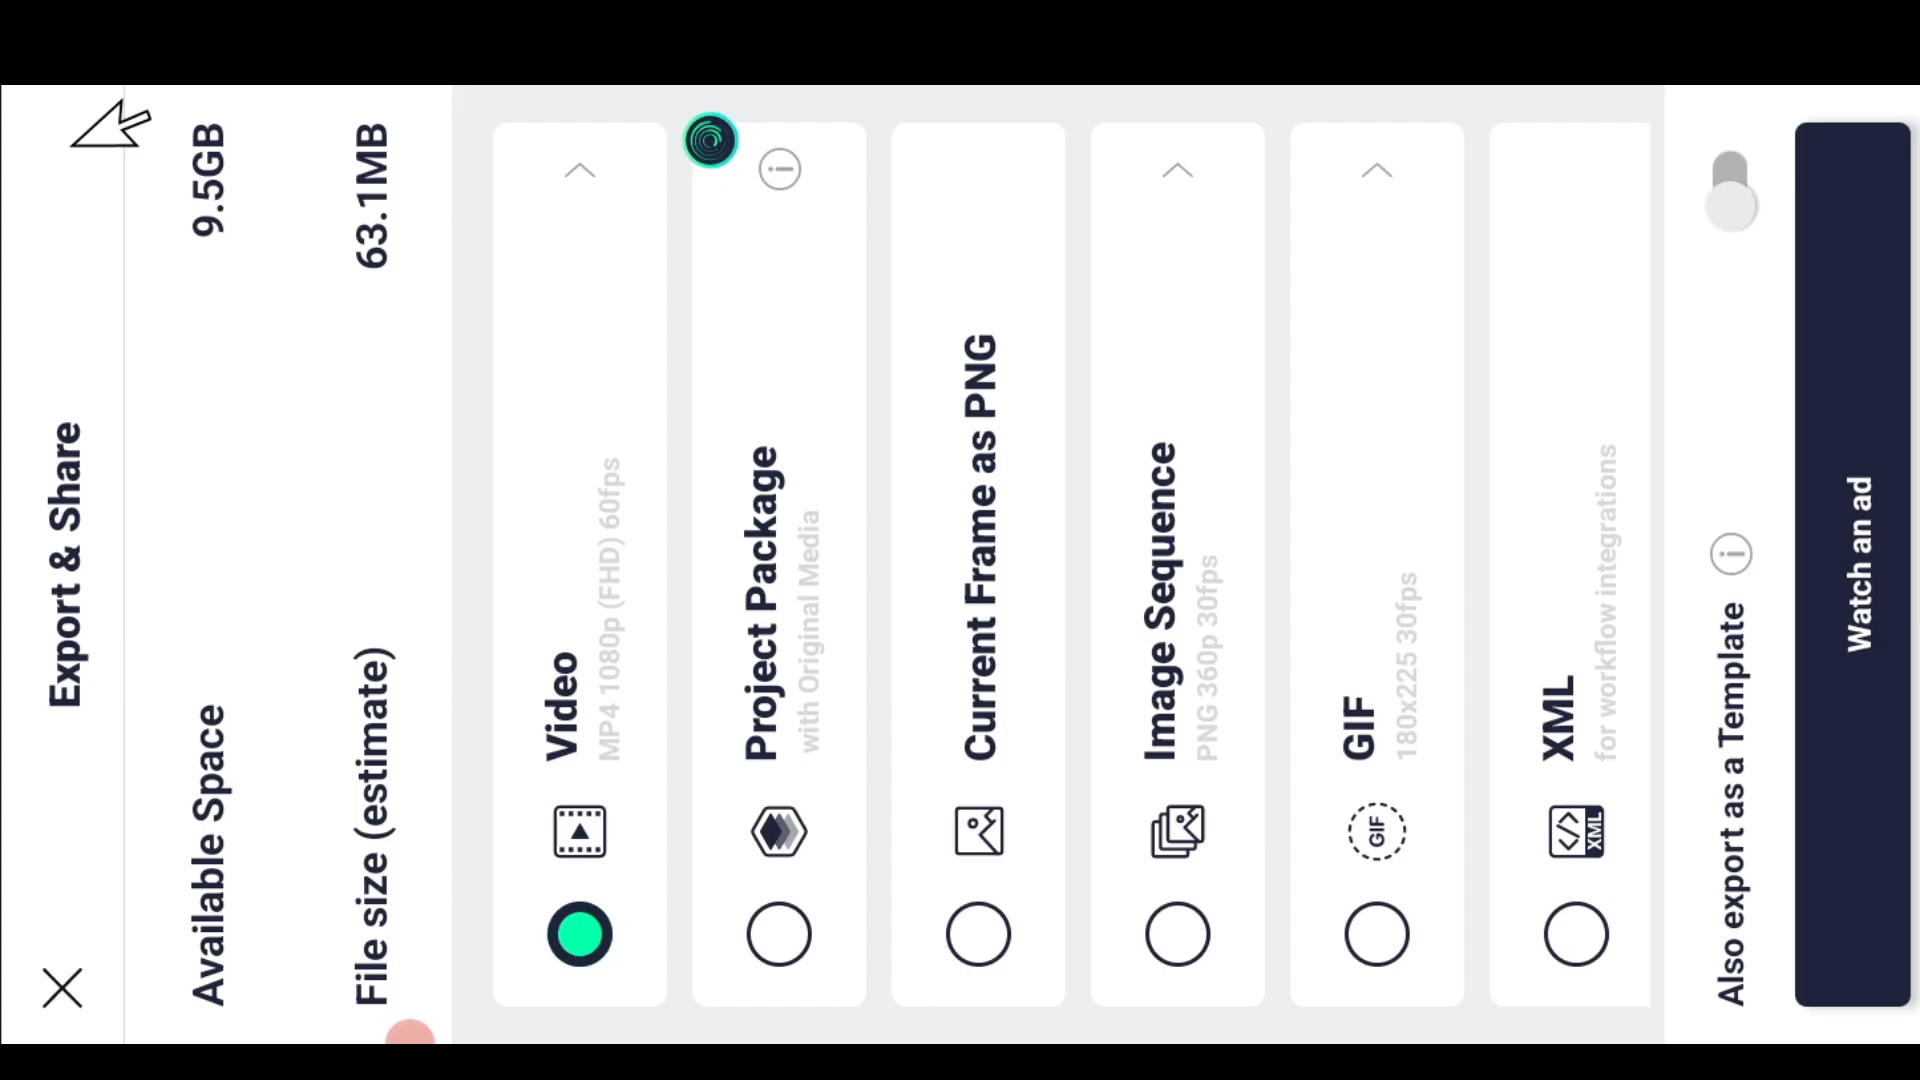 Export & Share
Available Space 9.5GB
File size (estimate) 63.1MB
Video
MP4 1080p (FHD) 60fps
Project Package
with Original Media
Current Frame as PNG
Image Sequence
PNG 360p 30fps
GIF
GIF
180x225 30fps
XML
XML
for workflow integrations
Also export as a Template
Watch an ad